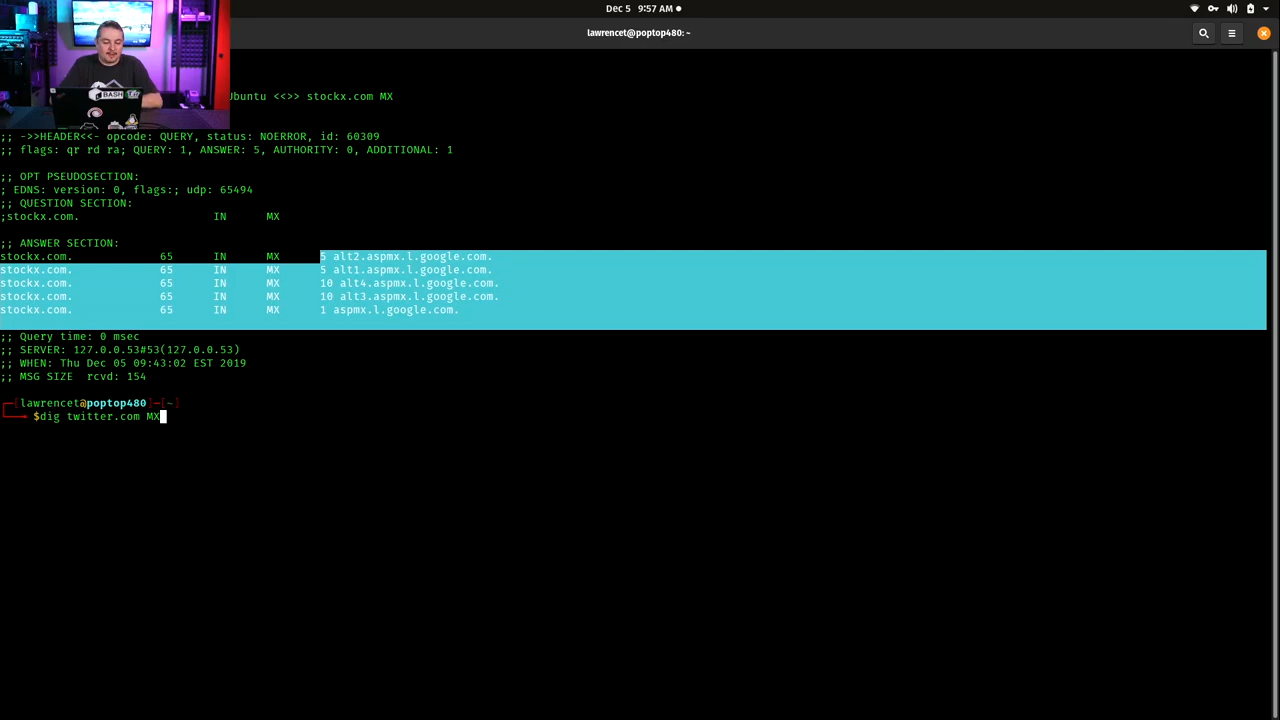 Dec 5 9:57 AM
lawrencet@poptop480: ~
BASH
Ubuntu <<>> stockx.com MX
;; ->>HEADER<<- opcode: QUERY, status: NOERROR, id: 60309
;; flags: qr rd ra; QUERY: 1, ANSWER: 5, AUTHORITY: 0, ADDITIONAL: 1
;; OPT PSEUDOSECTION:
; EDNS: version: 0, flags:; udp: 65494
;; QUESTION SECTION:
;stockx.com. IN MX
;; ANSWER SECTION:
stockx.com. 65 IN MX 5 alt2.aspmx.l.google.com.
stockx.com. 65 IN MX 5 alt1.aspmx.l.google.com.
stockx.com. 65 IN MX 10 alt4.aspmx.l.google.com.
stockx.com. 65 IN MX 10 alt3.aspmx.l.google.com.
stockx.com. 65 IN MX 1 aspmx.l.google.com.
;; Query time: 0 msec
;; SERVER: 127.0.0.53#53(127.0.0.53)
;; WHEN: Thu Dec 05 09:43:02 EST 2019
;; MSG SIZE rcvd: 154
[lawrencet@poptop480]-[~]
$dig twitter.com MX